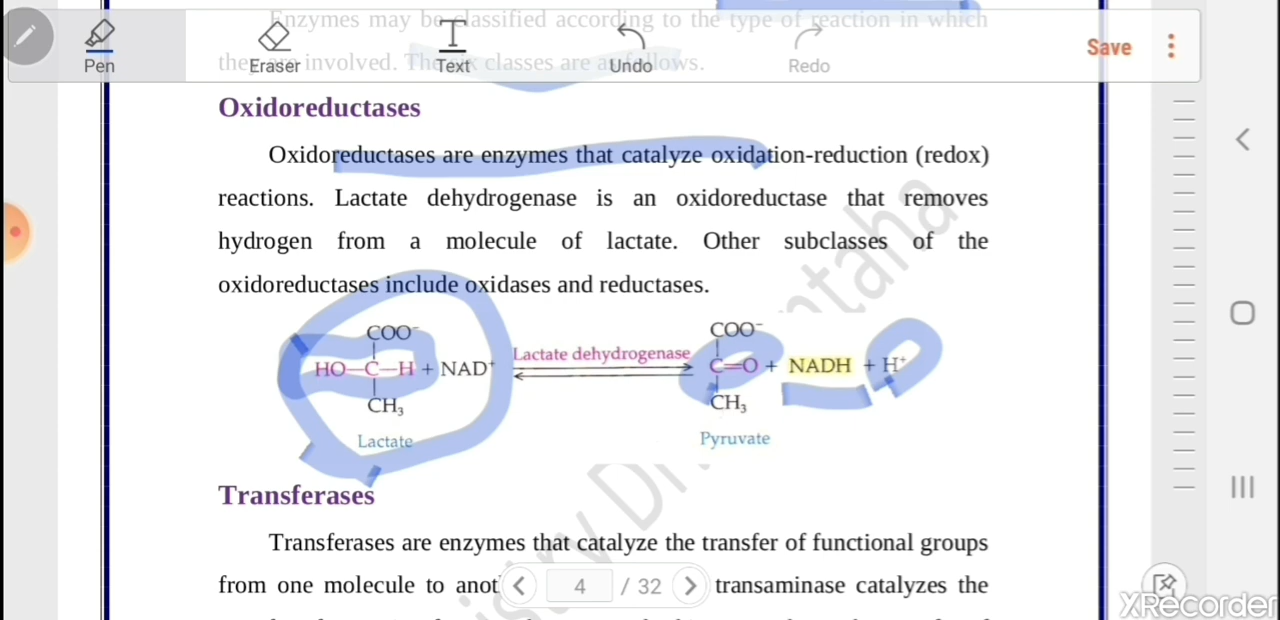 Enzymes may be classified according to the type of reaction in which
they are involved. The six classes are as follows.
Pen
Eraser
Text
Undo
Redo
Save
Oxidoreductases
Oxidoreductases are enzymes that catalyze oxidation-reduction (redox)
reactions. Lactate dehydrogenase is an oxidoreductase that removes
hydrogen from a molecule of lactate. Other subclasses of the
oxidoreductases include oxidases and reductases.
COO⁻
HO—C—H + NAD⁺
CH₃
Lactate
Lactate dehydrogenase
COO⁻
C=O + NADH + H⁺
CH₃
Pyruvate
Transferases
Transferases are enzymes that catalyze the transfer of functional groups
from one molecule to
transaminase catalyzes the
4 / 32
XRecorder